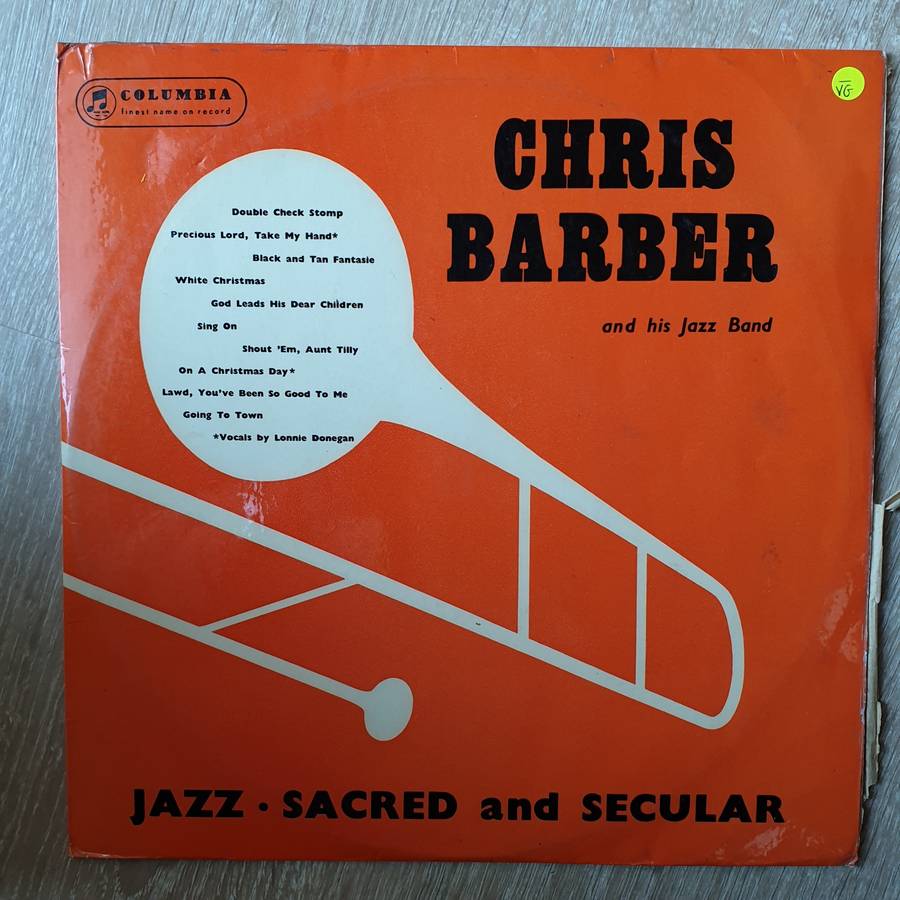 COLUMBIA
finest name on record
VG
CHRIS
BARBER
and his Jazz Band
Double Check Stomp
Precious Lord, Take My Hand*
Black and Tan Fantasie
White Christmas
God Leads His Dear Children
Sing On
Shout 'Em, Aunt Tilly
On A Christmas Day*
Lawd, You've Been So Good To Me
Going To Town
*Vocals by Lonnie Donegan
JAZZ · SACRED and SECULAR